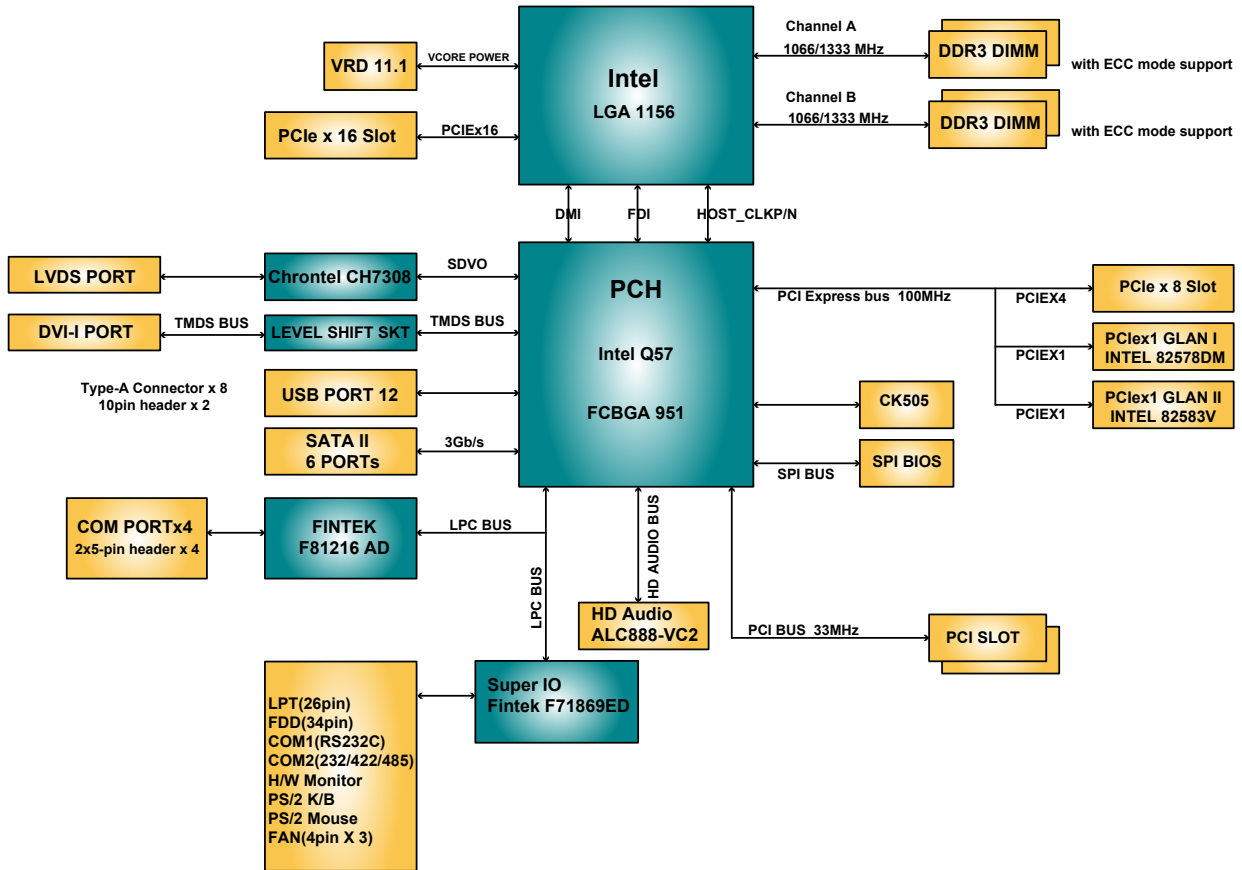 Intel
LGA 1156
VRD 11.1
VCORE POWER
PCIe x 16 Slot
PCIEx16
Channel A
1066/1333 MHz
DDR3 DIMM
with ECC mode support
Channel B
1066/1333 MHz
DDR3 DIMM
with ECC mode support
DMI
FDI
HOST_CLKP/N
PCH
Intel Q57
FCBGA 951
LVDS PORT
Chrontel CH7308
SDVO
DVI-I PORT
TMDS BUS
LEVEL SHIFT SKT
TMDS BUS
Type-A Connector x 8
10pin header x 2
USB PORT 12
SATA II
6 PORTs
3Gb/s
PCI Express bus 100MHz
PCIEX4
PCIe x 8 Slot
PCIEX1
PCIex1 GLAN I
INTEL 82578DM
PCIEX1
PCIex1 GLAN II
INTEL 82583V
CK505
SPI BUS
SPI BIOS
COM PORTx4
2x5-pin header x 4
FINTEK
F81216 AD
LPC BUS
LPC BUS
HD AUDIO BUS
HD Audio
ALC888-VC2
PCI BUS 33MHz
PCI SLOT
Super IO
Fintek F71869ED
LPT(26pin)
FDD(34pin)
COM1(RS232C)
COM2(232/422/485)
H/W Monitor
PS/2 K/B
PS/2 Mouse
FAN(4pin X 3)